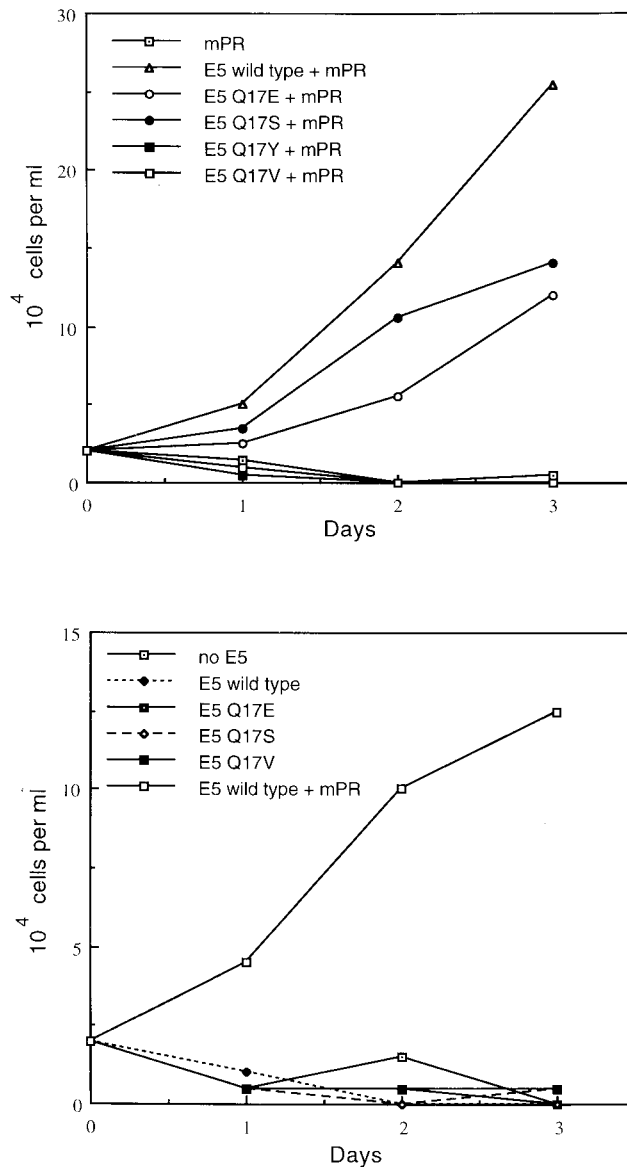 30
mPR
E5 wild type + mPR
E5 Q17E + mPR
E5 Q17S + mPR
E5 Q17Y + mPR
E5 Q17V + mPR
20
10
0
10 4 cells per ml
0 1 2 3
Days
15
no E5
E5 wild type
E5 Q17E
E5 Q17S
E5 Q17V
E5 wild type + mPR
10
5
0
10 4 cells per ml
0 1 2 3
Days